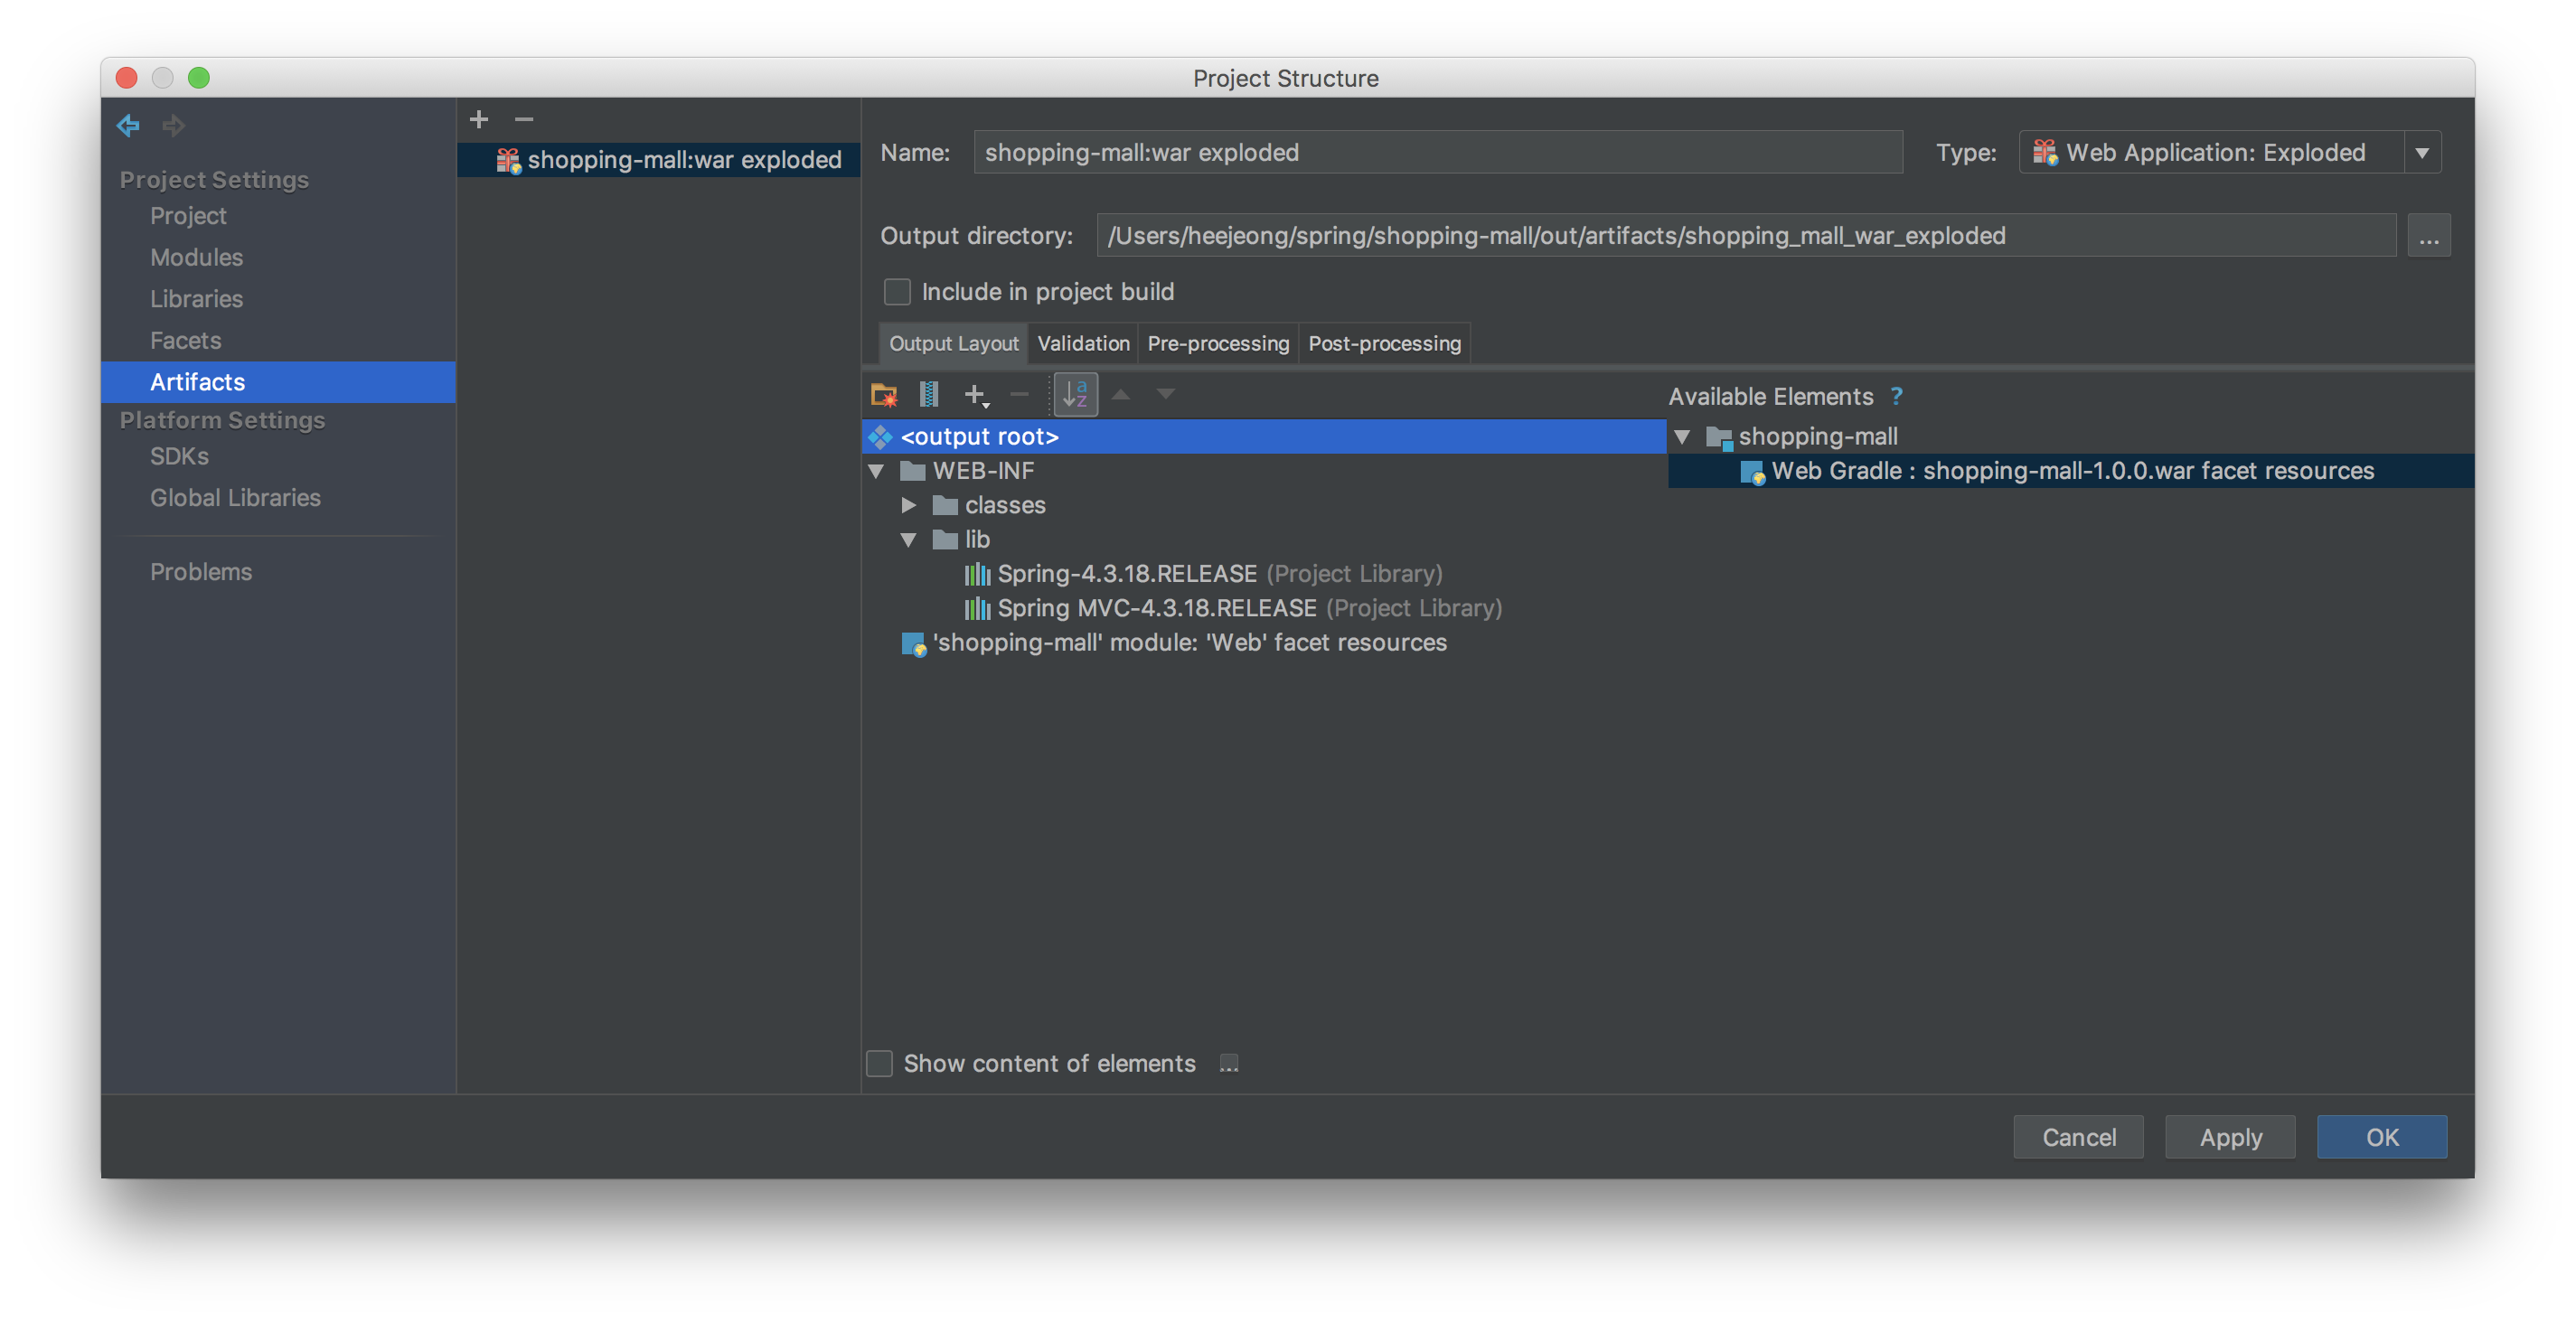 Project Structure
Project Settings
Project
Modules
Libraries
Facets
Artifacts
Platform Settings
SDKs
Global Libraries
Problems
shopping-mall:war exploded
Name: shopping-mall:war exploded
Type: Web Application: Exploded
Output directory: /Users/heejeong/spring/shopping-mall/out/artifacts/shopping_mall_war_exploded ...
Include in project build
Output Layout Validation Pre-processing Post-processing
a z
<output root>
WEB-INF
classes
lib
Spring-4.3.18.RELEASE (Project Library)
Spring MVC-4.3.18.RELEASE (Project Library)
'shopping-mall' module: 'Web' facet resources
Available Elements ?
shopping-mall
Web Gradle : shopping-mall-1.0.0.war facet resources
Show content of elements ...
Cancel Apply OK